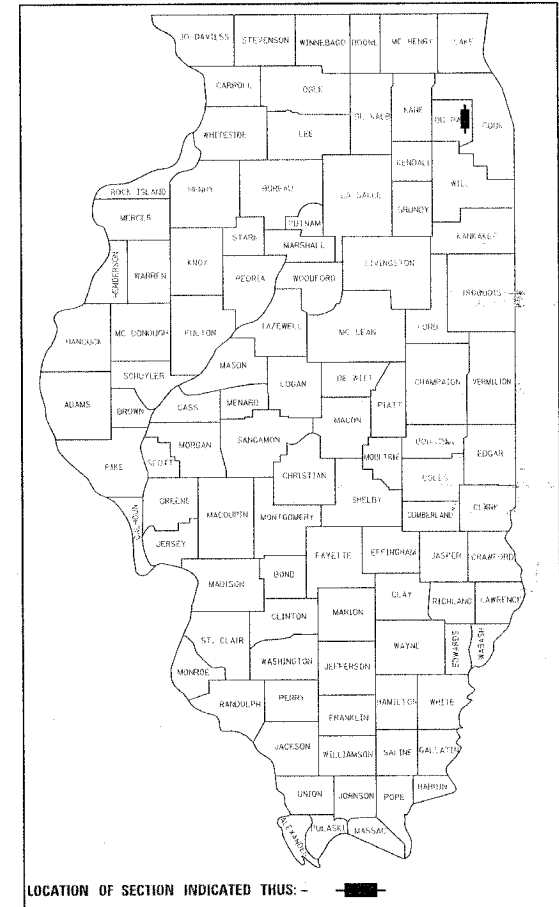 JO DAVIESS STEVENSON WINNEBAGO BOONE MC HENRY LAKE
CARROLL OGLE
DE KALB KANE COOK
WHITESIDE LEE
KENDALL WILL
ROCK ISLAND HENRY BUREAU LA SALLE GRUNDY
MERCER PUTNAM
STARK MARSHALL KANKAKEE
HENDERSON WARREN KNOX PEORIA WOODFORD LIVINGSTON IROQUOIS
HANCOCK MC DONOUGH FULTON TAZEWELL MC LEAN FORD
MASON
SCHUYLER LOGAN DE WITT CHAMPAIGN VERMILION
ADAMS BROWN CASS MENARD MACON PIATT
PIKE SCOTT MORGAN SANGAMON MOULTRIE DOUGLAS EDGAR
CHRISTIAN COLES
SHELBY
CALHOUN GREENE MACOUPIN MONTGOMERY CUMBERLAND CLARK
JERSEY FAYETTE EFFINGHAM JASPER CRAWFORD
MADISON BOND
CLAY RICHLAND LAWRENCE
CLINTON MARION
ST. CLAIR WAYNE EDWARDS WABASH
MONROE WASHINGTON JEFFERSON
RANDOLPH PERRY HAMILTON WHITE
FRANKLIN
JACKSON WILLIAMSON SALINE GALLATIN
UNION JOHNSON POPE HARDIN
ALEXANDER PULASKI MASSAC
LOCATION OF SECTION INDICATED THUS: -